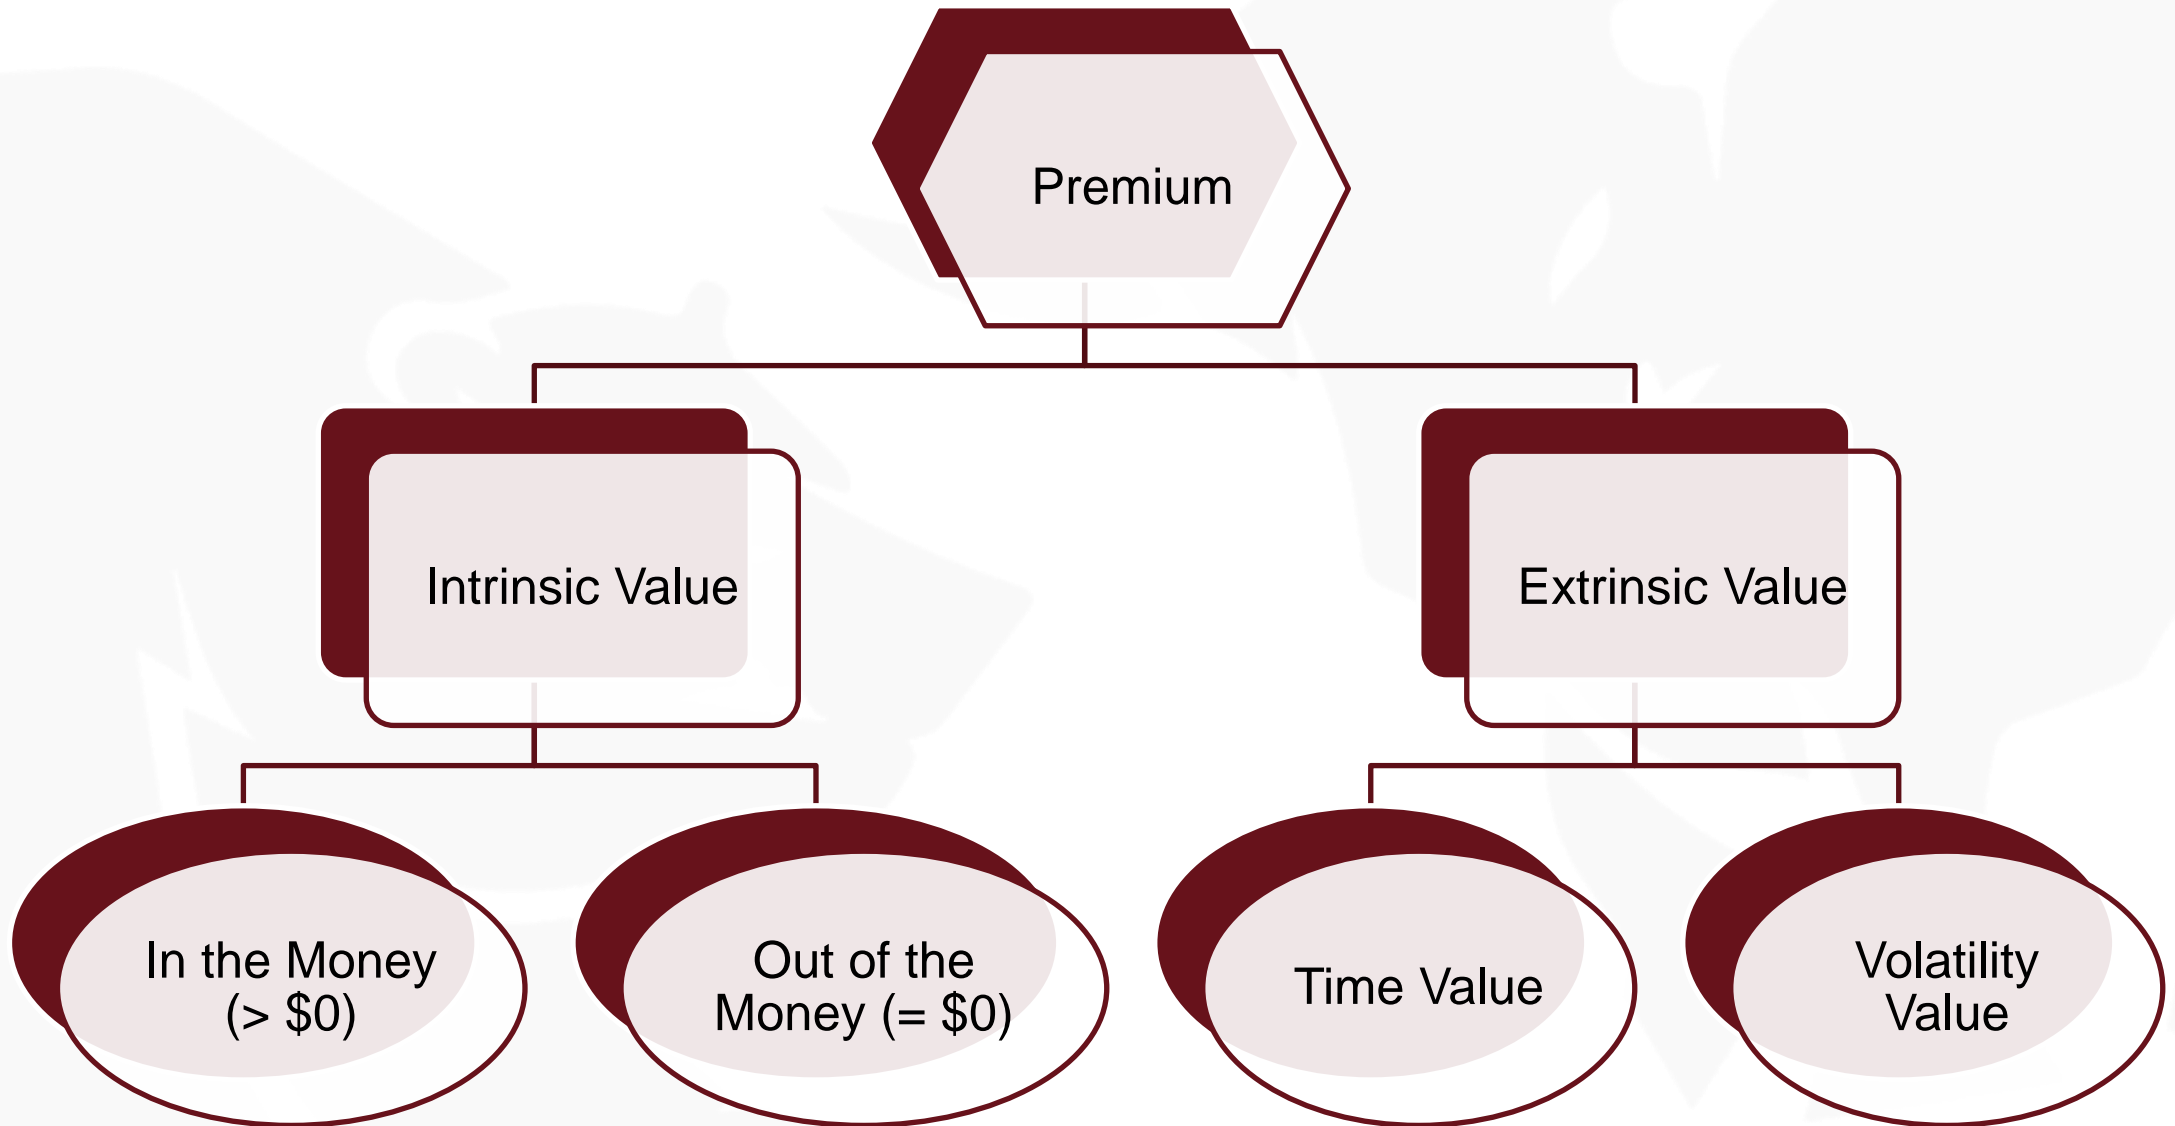 Premium
Intrinsic Value
Extrinsic Value
In the Money
(> $0)
Out of the
Money (= $0)
Time Value
Volatility
Value